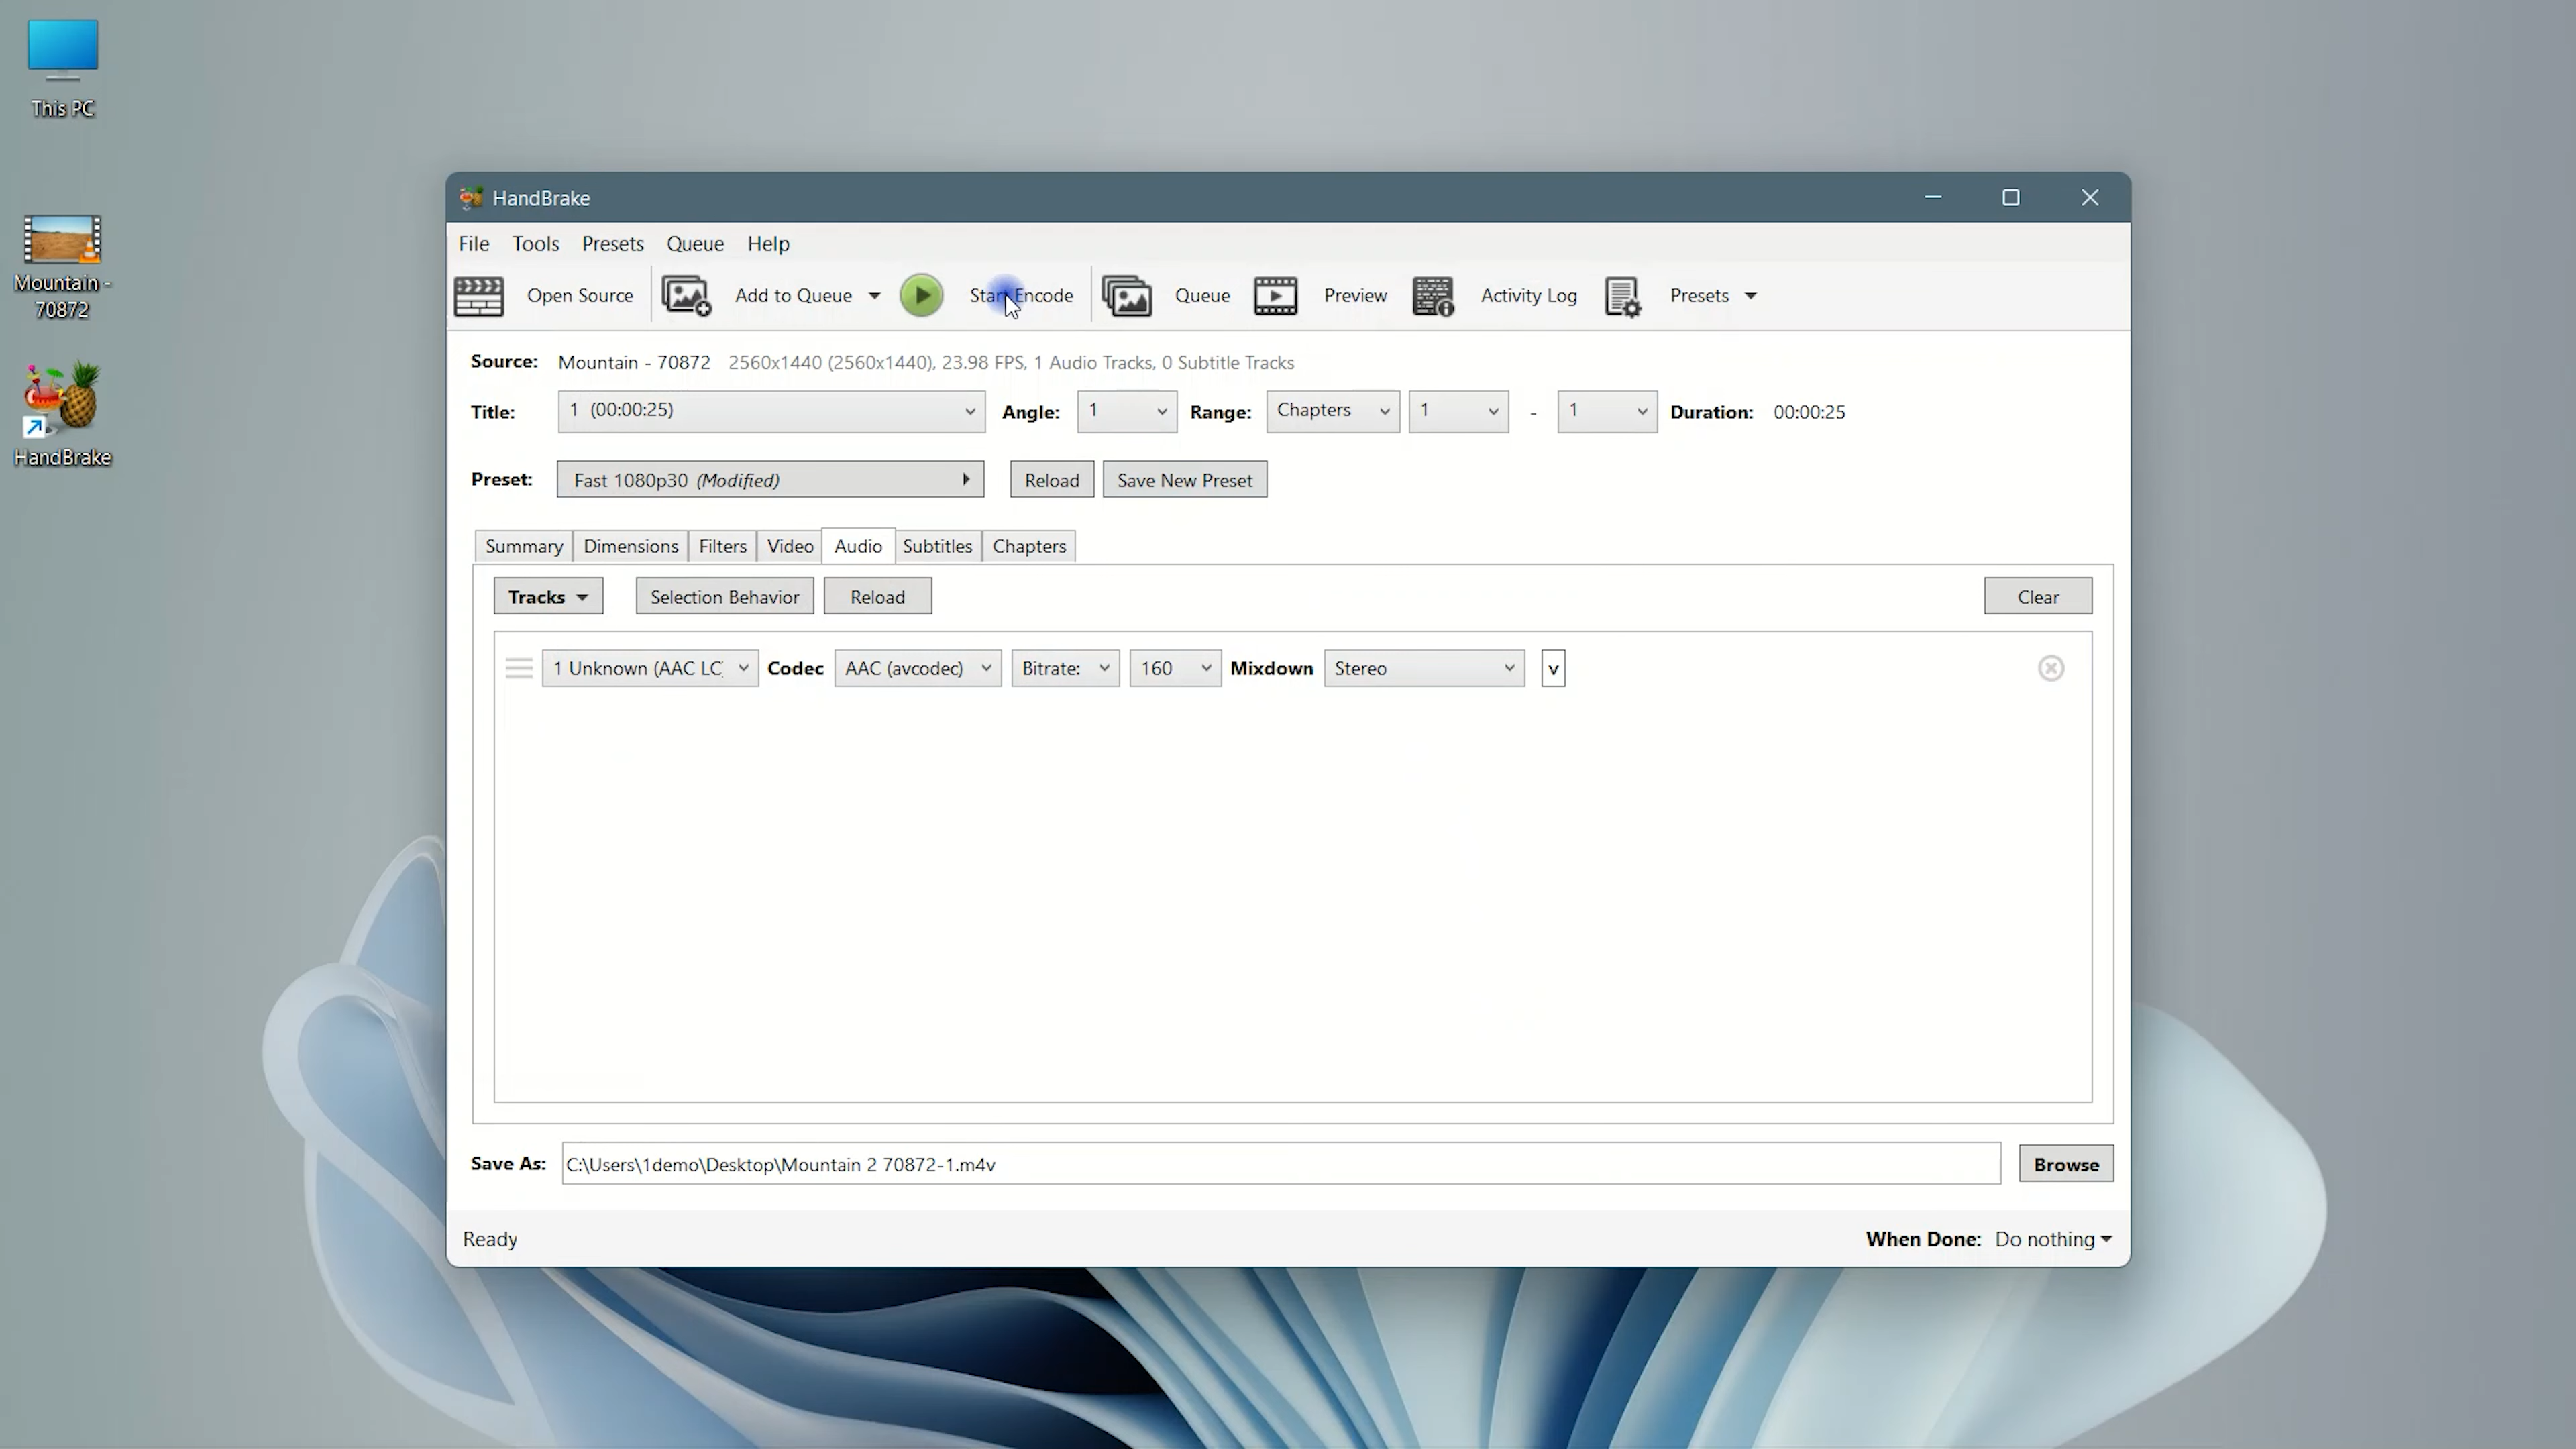 This PC
Mountain -
70872
HandBrake
HandBrake
File Tools Presets Queue Help
Open Source Add to Queue Start Encode Queue Preview Activity Log Presets
Source: Mountain - 70872 2560x1440 (2560x1440), 23.98 FPS, 1 Audio Tracks, 0 Subtitle Tracks
Title: 1 (00:00:25) Angle: 1 Range: Chapters 1 - 1 Duration: 00:00:25
Preset: Fast 1080p30 (Modified) Reload Save New Preset
Summary Dimensions Filters Video Audio Subtitles Chapters
Tracks Selection Behavior Reload Clear
1 Unknown (AAC LC Codec AAC (avcodec) Bitrate: 160 Mixdown Stereo v
Save As: C:\Users\1demo\Desktop\Mountain 2 70872-1.m4v Browse
Ready When Done: Do nothing